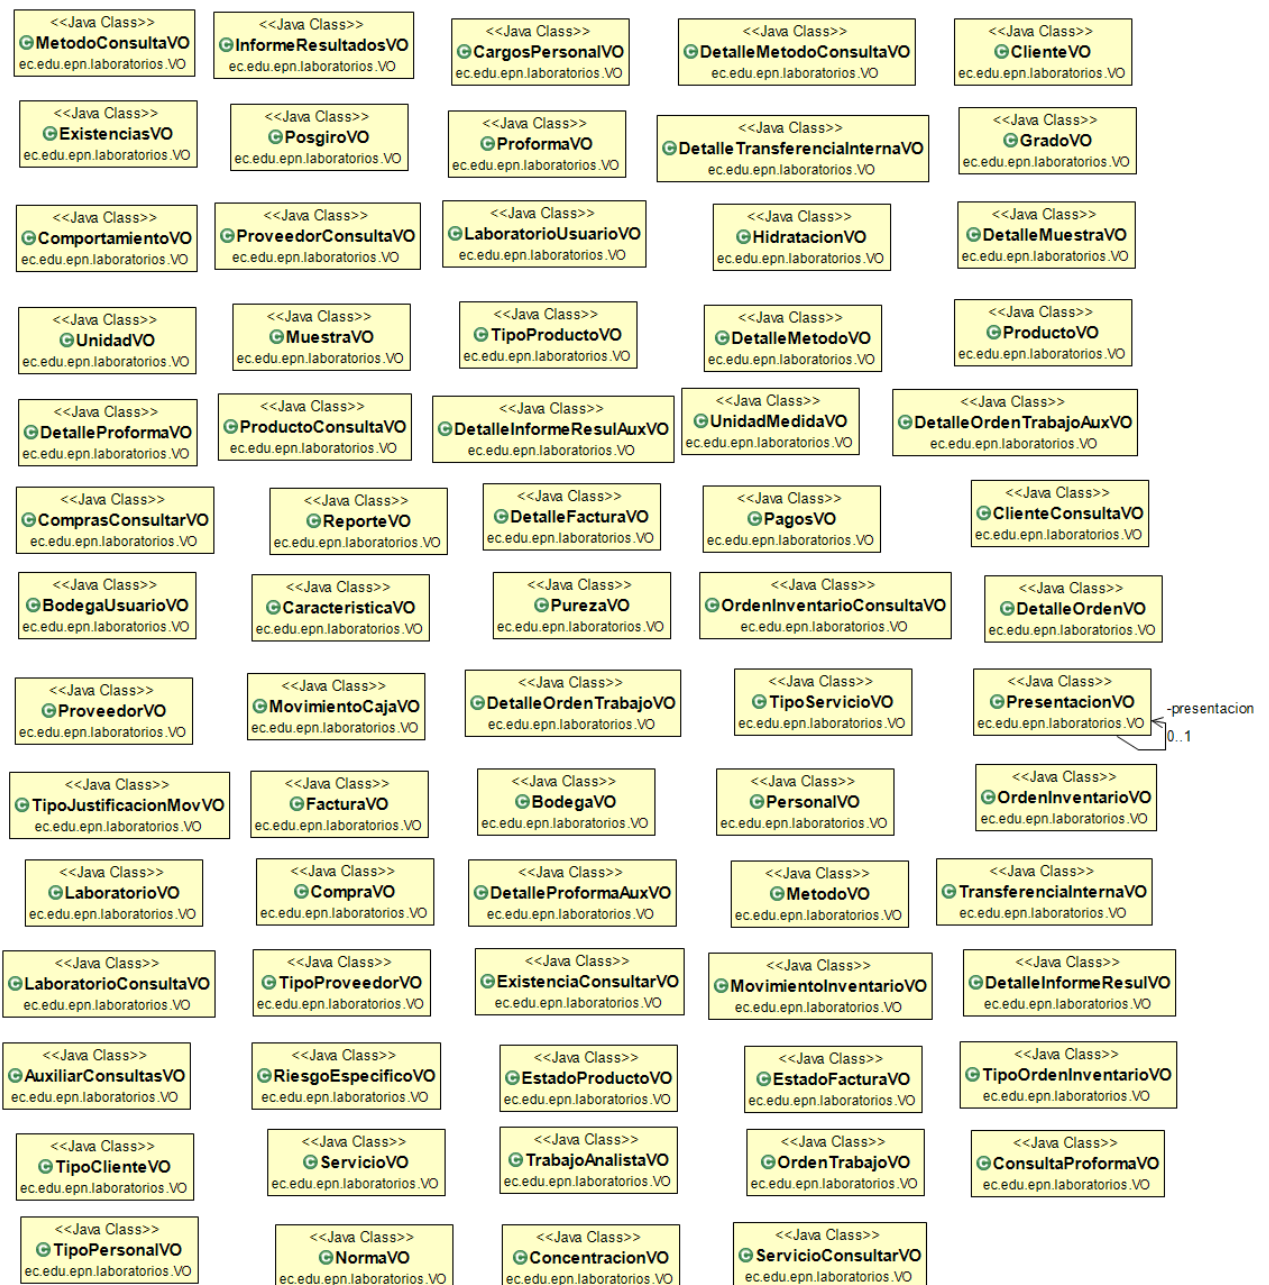 <<Java Class>>
MetodoConsultaVO
ec.edu.epn.laboratorios.VO
<<Java Class>>
InformeResultadosVO
ec.edu.epn.laboratorios.VO
<<Java Class>>
CargosPersonalVO
ec.edu.epn.laboratorios.VO
<<Java Class>>
DetalleMetodoConsultaVO
ec.edu.epn.laboratorios.VO
<<Java Class>>
ClienteVO
ec.edu.epn.laboratorios.VO
<<Java Class>>
ExistenciasVO
ec.edu.epn.laboratorios.VO
<<Java Class>>
PosgiroVO
ec.edu.epn.laboratorios.VO
<<Java Class>>
ProformaVO
ec.edu.epn.laboratorios.VO
<<Java Class>>
DetalleTransferenciaInternaVO
ec.edu.epn.laboratorios.VO
<<Java Class>>
GradoVO
ec.edu.epn.laboratorios.VO
<<Java Class>>
ComportamientoVO
ec.edu.epn.laboratorios.VO
<<Java Class>>
ProveedorConsultaVO
ec.edu.epn.laboratorios.VO
<<Java Class>>
LaboratorioUsuarioVO
ec.edu.epn.laboratorios.VO
<<Java Class>>
HidratacionVO
ec.edu.epn.laboratorios.VO
<<Java Class>>
DetalleMuestraVO
ec.edu.epn.laboratorios.VO
<<Java Class>>
UnidadVO
ec.edu.epn.laboratorios.VO
<<Java Class>>
MuestraVO
ec.edu.epn.laboratorios.VO
<<Java Class>>
TipoProductoVO
ec.edu.epn.laboratorios.VO
<<Java Class>>
DetalleMetodoVO
ec.edu.epn.laboratorios.VO
<<Java Class>>
ProductoVO
ec.edu.epn.laboratorios.VO
<<Java Class>>
DetalleProformaVO
ec.edu.epn.laboratorios.VO
<<Java Class>>
ProductoConsultaVO
ec.edu.epn.laboratorios.VO
<<Java Class>>
DetalleInformeResulAuxVO
ec.edu.epn.laboratorios.VO
<<Java Class>>
UnidadMedidaVO
ec.edu.epn.laboratorios.VO
<<Java Class>>
DetalleOrdenTrabajoAuxVO
ec.edu.epn.laboratorios.VO
<<Java Class>>
ComprasConsultarVO
ec.edu.epn.laboratorios.VO
<<Java Class>>
ReporteVO
ec.edu.epn.laboratorios.VO
<<Java Class>>
DetalleFacturaVO
ec.edu.epn.laboratorios.VO
<<Java Class>>
PagosVO
ec.edu.epn.laboratorios.VO
<<Java Class>>
ClienteConsultaVO
ec.edu.epn.laboratorios.VO
<<Java Class>>
BodegaUsuarioVO
ec.edu.epn.laboratorios.VO
<<Java Class>>
CaracteristicaVO
ec.edu.epn.laboratorios.VO
<<Java Class>>
PurezaVO
ec.edu.epn.laboratorios.VO
<<Java Class>>
OrdenInventarioConsultaVO
ec.edu.epn.laboratorios.VO
<<Java Class>>
DetalleOrdenVO
ec.edu.epn.laboratorios.VO
<<Java Class>>
ProveedorVO
ec.edu.epn.laboratorios.VO
<<Java Class>>
MovimientoCajaVO
ec.edu.epn.laboratorios.VO
<<Java Class>>
DetalleOrdenTrabajoVO
ec.edu.epn.laboratorios.VO
<<Java Class>>
TipoServicioVO
ec.edu.epn.laboratorios.VO
<<Java Class>>
PresentacionVO
ec.edu.epn.laboratorios.VO
-presentacion
0..1
<<Java Class>>
TipoJustificacionMovVO
ec.edu.epn.laboratorios.VO
<<Java Class>>
FacturaVO
ec.edu.epn.laboratorios.VO
<<Java Class>>
BodegaVO
ec.edu.epn.laboratorios.VO
<<Java Class>>
PersonalVO
ec.edu.epn.laboratorios.VO
<<Java Class>>
OrdenInventarioVO
ec.edu.epn.laboratorios.VO
<<Java Class>>
LaboratorioVO
ec.edu.epn.laboratorios.VO
<<Java Class>>
CompraVO
ec.edu.epn.laboratorios.VO
<<Java Class>>
DetalleProformaAuxVO
ec.edu.epn.laboratorios.VO
<<Java Class>>
MetodoVO
ec.edu.epn.laboratorios.VO
<<Java Class>>
TransferenciaInternaVO
ec.edu.epn.laboratorios.VO
<<Java Class>>
LaboratorioConsultaVO
ec.edu.epn.laboratorios.VO
<<Java Class>>
TipoProveedorVO
ec.edu.epn.laboratorios.VO
<<Java Class>>
ExistenciaConsultarVO
ec.edu.epn.laboratorios.VO
<<Java Class>>
MovimientoInventarioVO
ec.edu.epn.laboratorios.VO
<<Java Class>>
DetalleInformeResulVO
ec.edu.epn.laboratorios.VO
<<Java Class>>
AuxiliarConsultasVO
ec.edu.epn.laboratorios.VO
<<Java Class>>
RiesgoEspecificoVO
ec.edu.epn.laboratorios.VO
<<Java Class>>
EstadoProductoVO
ec.edu.epn.laboratorios.VO
<<Java Class>>
EstadoFacturaVO
ec.edu.epn.laboratorios.VO
<<Java Class>>
TipoOrdenInventarioVO
ec.edu.epn.laboratorios.VO
<<Java Class>>
TipoClienteVO
ec.edu.epn.laboratorios.VO
<<Java Class>>
ServicioVO
ec.edu.epn.laboratorios.VO
<<Java Class>>
TrabajoAnalistaVO
ec.edu.epn.laboratorios.VO
<<Java Class>>
OrdenTrabajoVO
ec.edu.epn.laboratorios.VO
<<Java Class>>
ConsultaProformaVO
ec.edu.epn.laboratorios.VO
<<Java Class>>
TipoPersonalVO
ec.edu.epn.laboratorios.VO
<<Java Class>>
NormaVO
ec.edu.epn.laboratorios.VO
<<Java Class>>
ConcentracionVO
ec.edu.epn.laboratorios.VO
<<Java Class>>
ServicioConsultarVO
ec.edu.epn.laboratorios.VO